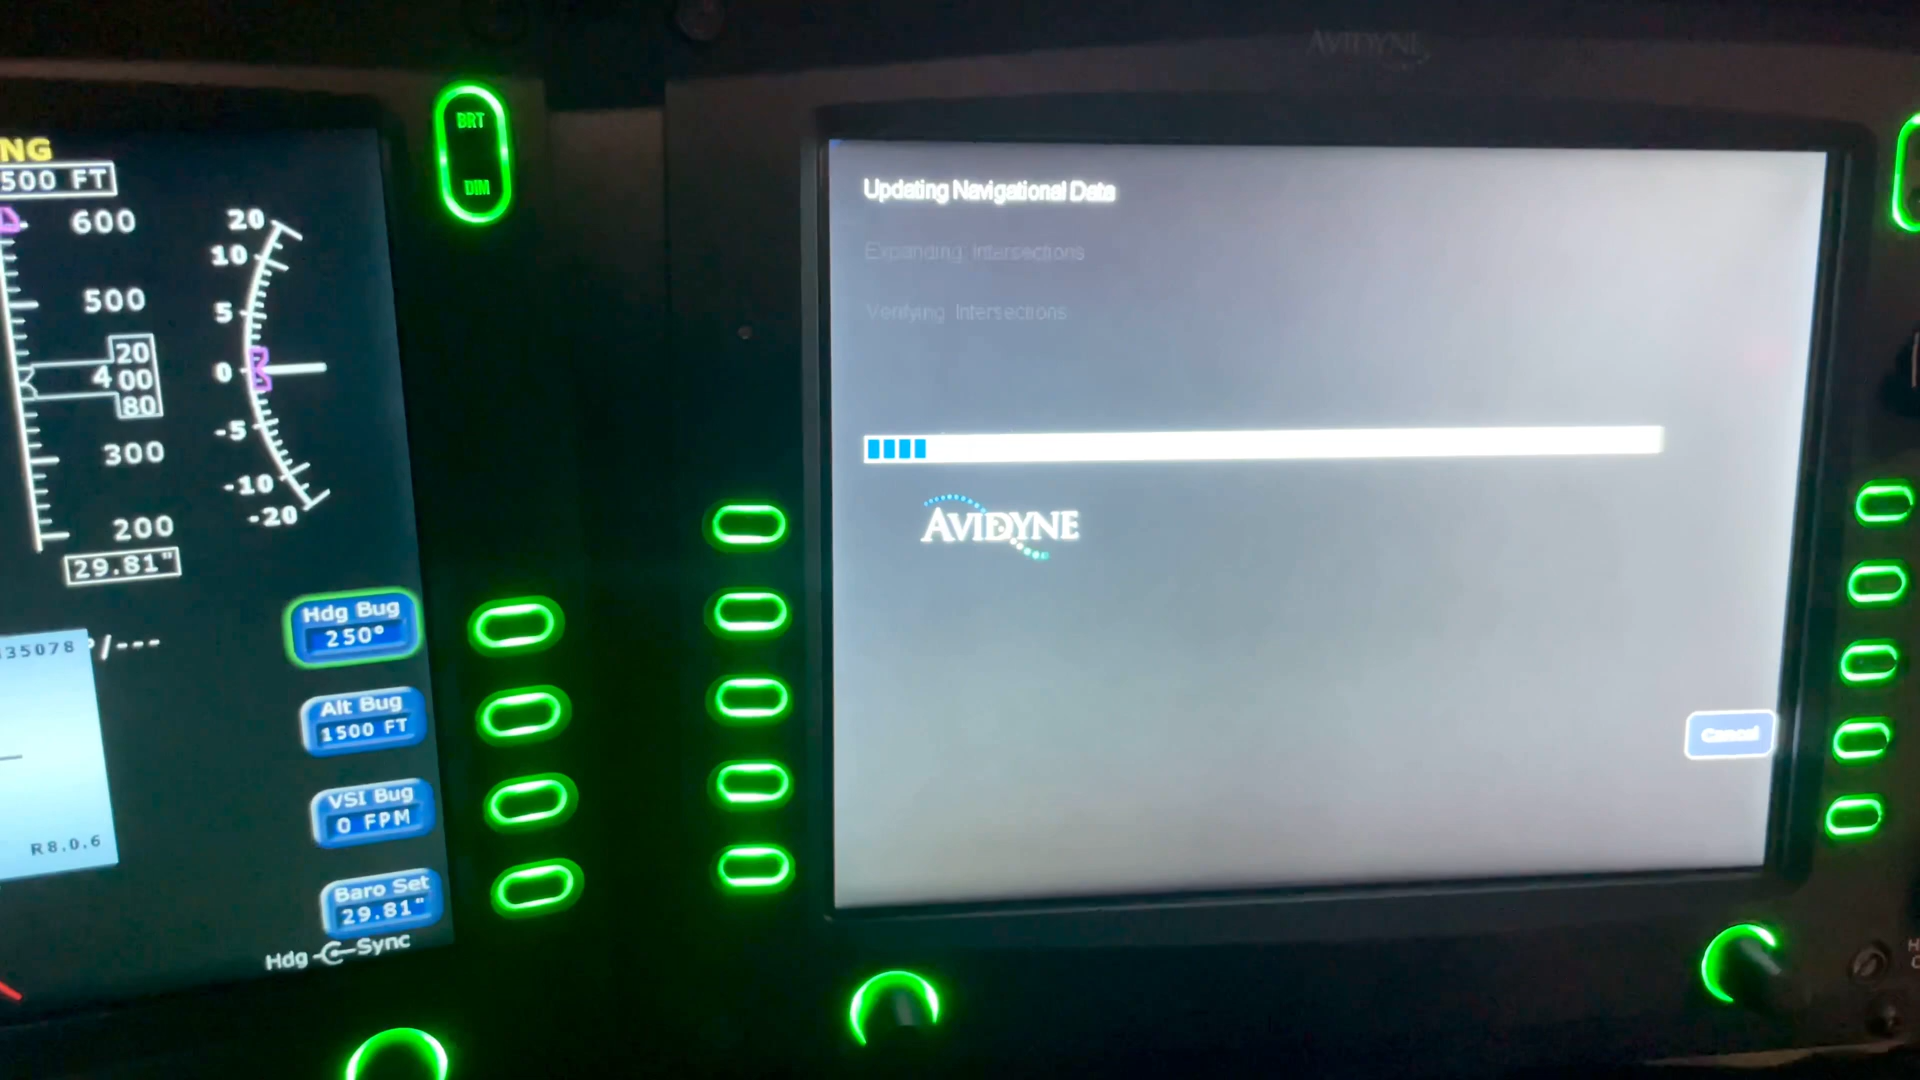 NG
500 FT
600
500
20
4 00
80
300
200
29.81"
20
10
5
0
-5
-10
-20
/---
35078
R8.0.6
Hdg Bug
250°
Alt Bug
1500 FT
VSI Bug
0 FPM
Baro Set
29.81"
Hdg Sync
BRT
DIM
AVIDYNE
Updating Navigational Data
Expanding Intersections
Verifying Intersections
AVIDYNE
Cancel